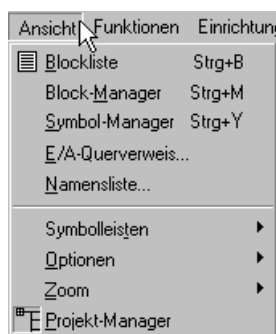 Ansicht Funktionen Einrichtung
Blockliste Strg+B
Block-Manager Strg+M
Symbol-Manager Strg+Y
E/A-Querverweis...
Namensliste...
Symbolleisten
Optionen
Zoom
Projekt-Manager